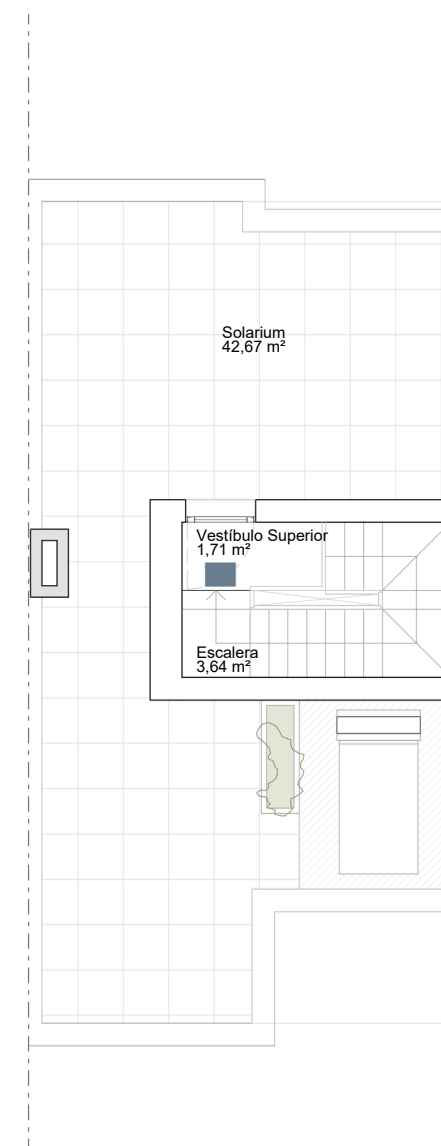 Solarium
42,67 m²
Vestíbulo Superior
1,71 m²
Escalera
3,64 m²